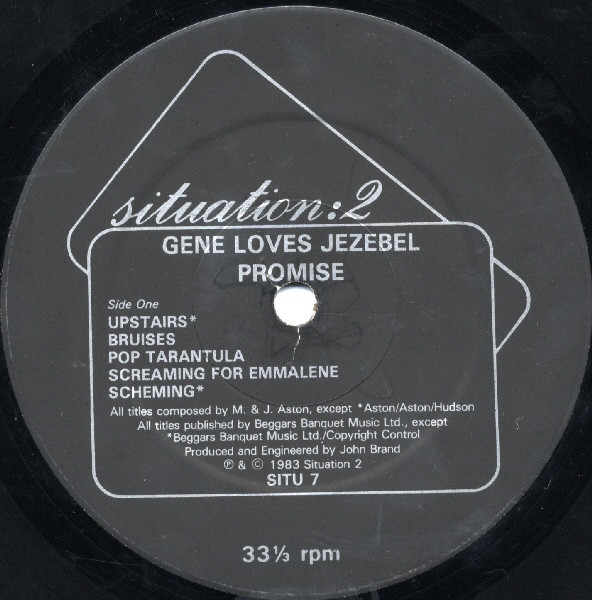 situation:2
GENE LOVES JEZEBEL
PROMISE
Side One
UPSTAIRS*
BRUISES
POP TARANTULA
SCREAMING FOR EMMALENE
SCHEMING*
All titles composed by M. & J. Aston, except *Aston/Aston/Hudson
All titles published by Beggars Banquet Music Ltd., except
*Beggars Banquet Music Ltd./Copyright Control
Produced and Engineered by John Brand
℗ & © 1983 Situation 2
SITU 7
33⅓ rpm